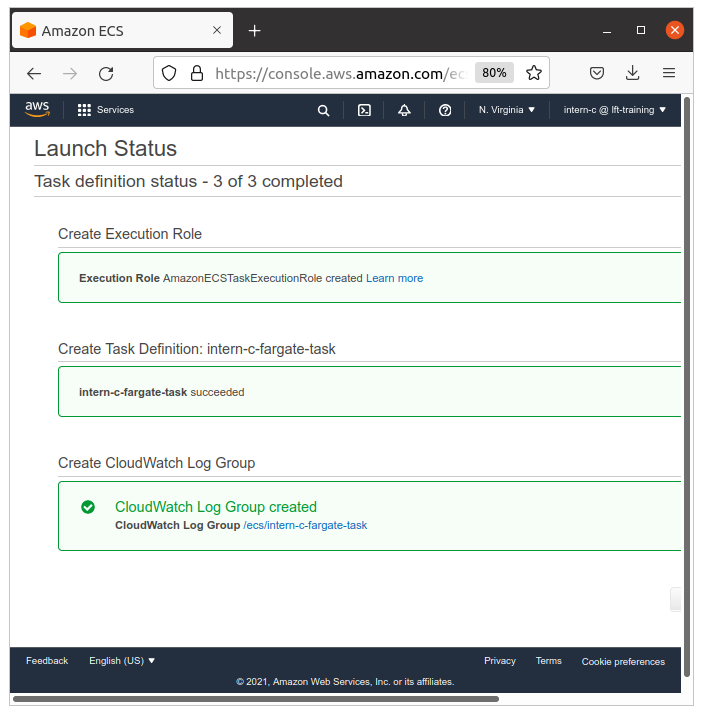 Amazon ECS
https://console.aws.amazon.com/ec
80%
aws
Services
N. Virginia
intern-c @ lft-training
Launch Status
Task definition status - 3 of 3 completed
Create Execution Role
Execution Role AmazonECSTaskExecutionRole created Learn more
Create Task Definition: intern-c-fargate-task
intern-c-fargate-task succeeded
Create CloudWatch Log Group
CloudWatch Log Group created
CloudWatch Log Group /ecs/intern-c-fargate-task
Feedback
English (US)
Privacy
Terms
Cookie preferences
© 2021, Amazon Web Services, Inc. or its affiliates.